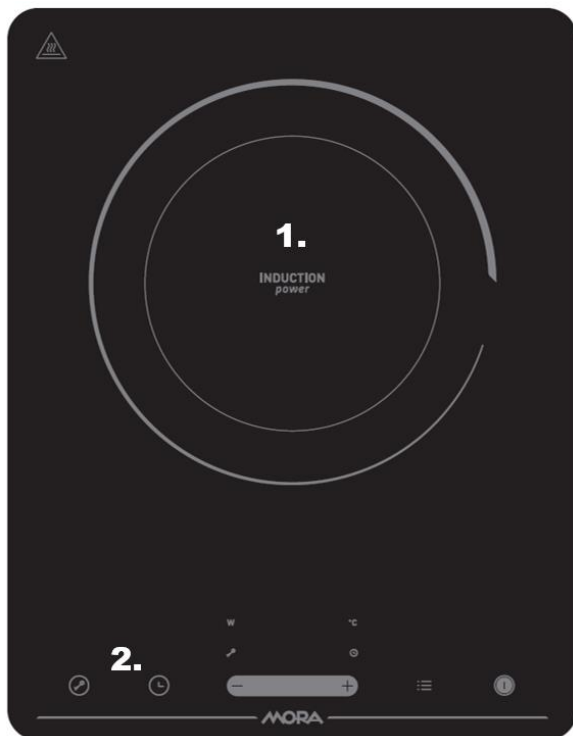 1.
INDUCTION
power
W °C
2.
− +
MORA